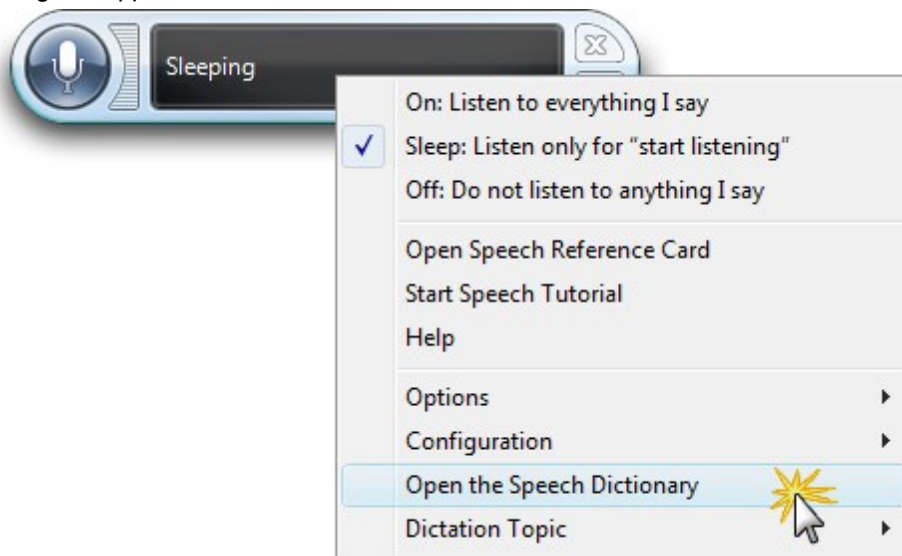 Sleeping
On: Listen to everything I say
Sleep: Listen only for “start listening”
Off: Do not listen to anything I say
Open Speech Reference Card
Start Speech Tutorial
Help
Options
Configuration
Open the Speech Dictionary
Dictation Topic